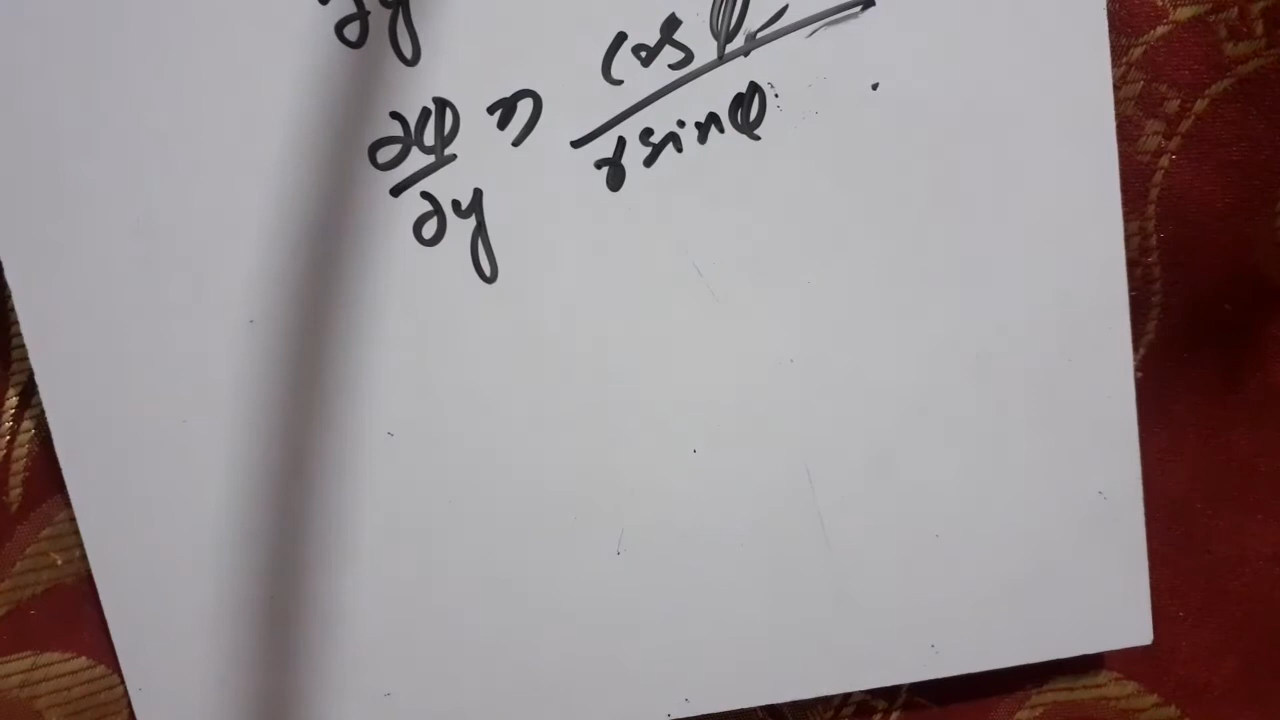 ∂y
∂φ/∂y = cos φ / r sin φ